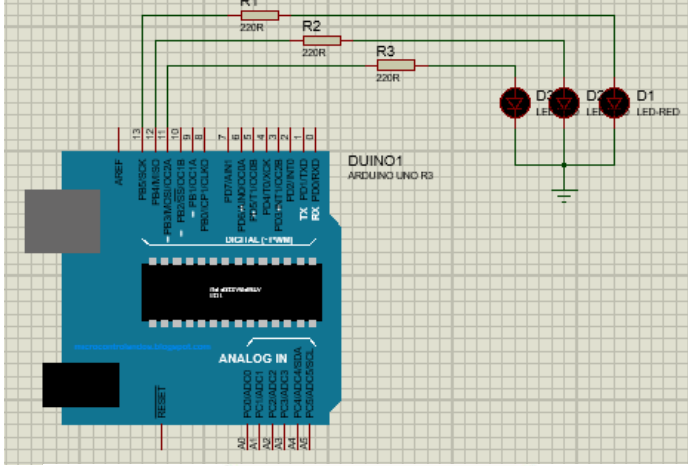 R1
220R
R2
220R
R3
220R
D3
D2
D1
LED-RED
13
12
11
10
9
8
7
6
5
4
3
2
1
0
AREF
PB5/SCK
PB4/MISO
PB3/MOSI/OC2A
PB2/SS/OC1B
PB1/OC1A
PB0/ICP1/CLKO
PD7/AIN1
PD6/AIN0/OC0A
PD5/T1/OC0B
PD4/T0/XCK
PD3/INT1/OC2B
PD2/INT0
TX PD1/TXD
RX PD0/RXD
DUINO1
ARDUINO UNO R3
DIGITAL (~PWM)
ANALOG IN
RESET
PC0/ADC0
PC1/ADC1
PC2/ADC2
PC3/ADC3
PC4/ADC4/SDA
PC5/ADC5/SCL
A0
A1
A2
A3
A4
A5